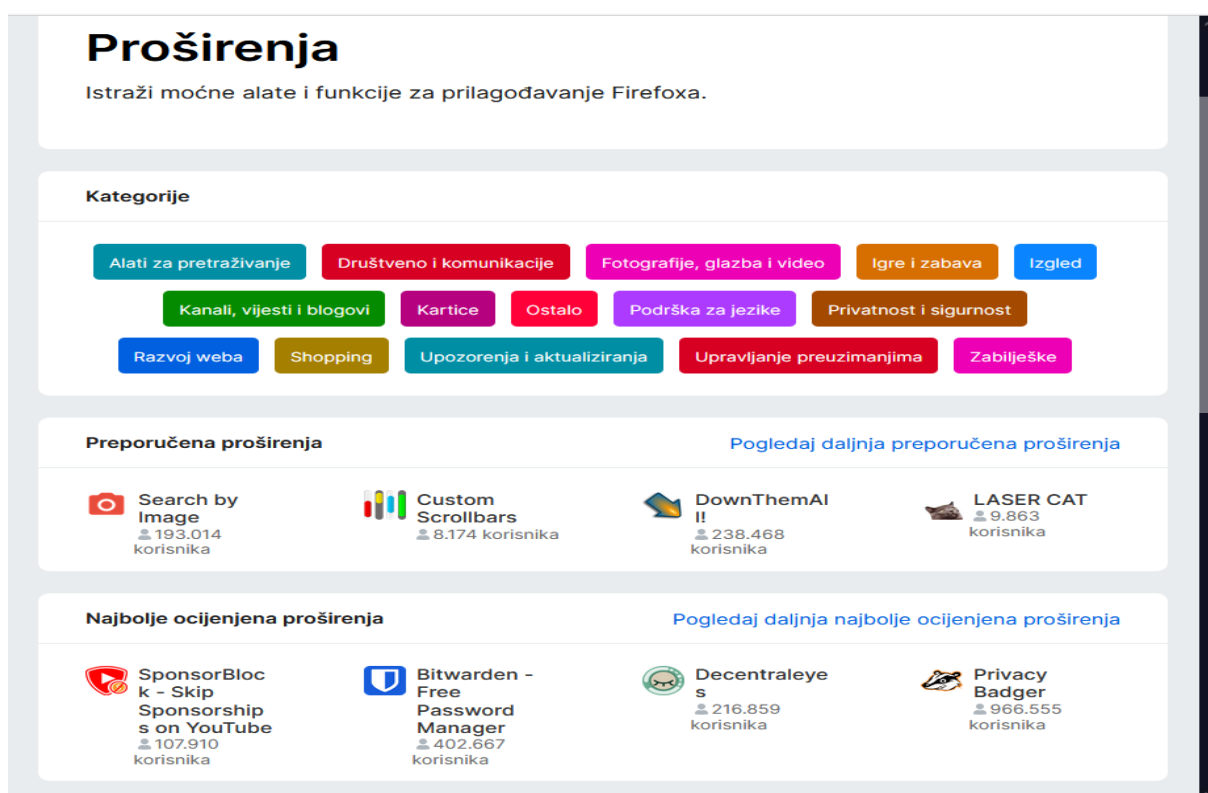 Proširenja
Istraži moćne alate i funkcije za prilagođavanje Firefoxa.
Kategorije
Alati za pretraživanje
Društveno i komunikacije
Fotografije, glazba i video
Igre i zabava
Izgled
Kanali, vijesti i blogovi
Kartice
Ostalo
Podrška za jezike
Privatnost i sigurnost
Razvoj weba
Shopping
Upozorenja i aktualiziranja
Upravljanje preuzimanjima
Zabilješke
Preporučena proširenja
Pogledaj daljnja preporučena proširenja
Search by
Image
193.014
korisnika
Custom
Scrollbars
8.174 korisnika
DownThemAl
l!
238.468
korisnika
LASER CAT
9.863
korisnika
Najbolje ocijenjena proširenja
Pogledaj daljnja najbolje ocijenjena proširenja
SponsorBloc
k - Skip
Sponsorship
s on YouTube
107.910
korisnika
Bitwarden -
Free
Password
Manager
402.667
korisnika
Decentraleye
s
216.859
korisnika
Privacy
Badger
966.555
korisnika